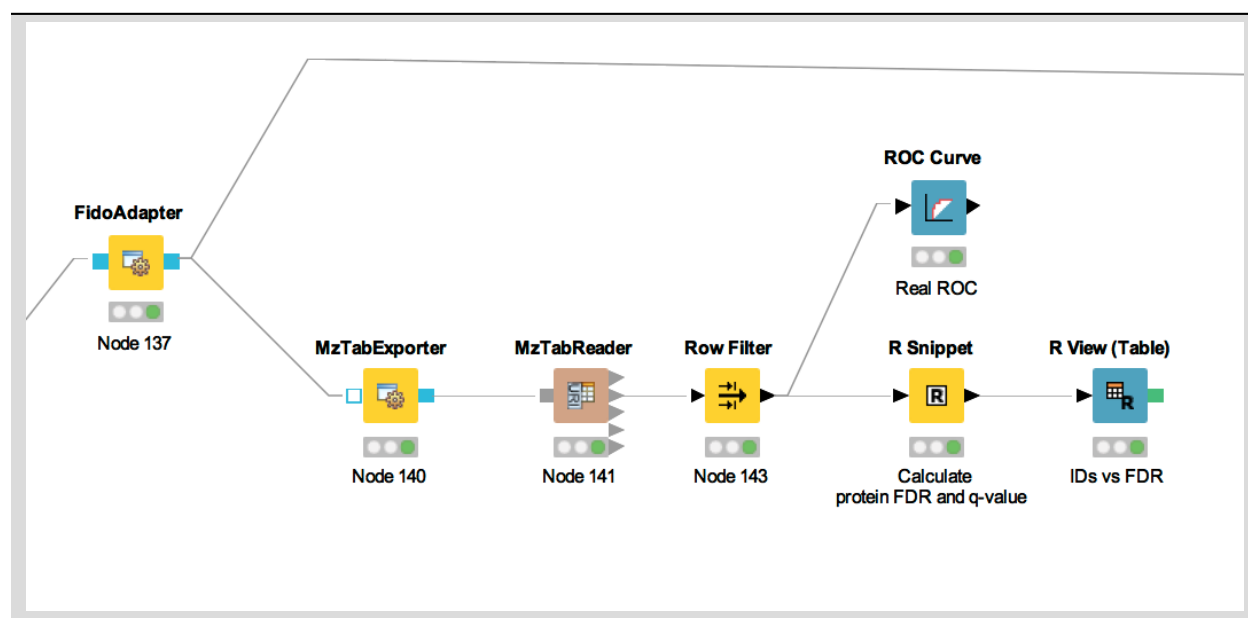 ROC Curve
Real ROC
FidoAdapter
Node 137
MzTabExporter
Node 140
MzTabReader
URI
Node 141
Row Filter
Node 143
R Snippet
R
Calculate
protein FDR and q-value
R View (Table)
R
IDs vs FDR